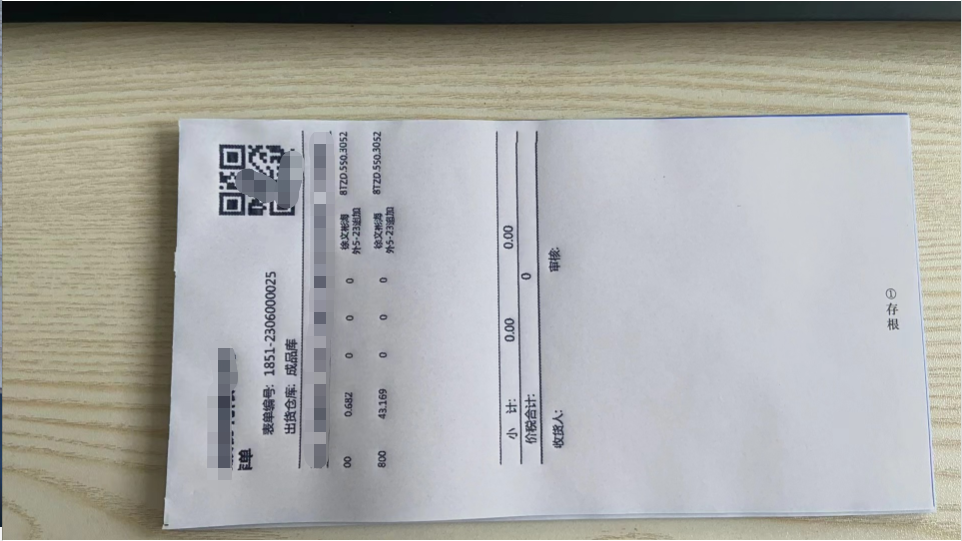 单
表单编号: 1851-2306000025
出货仓库: 成品库
00 0.682 0 0 0 徐文彬湾 8TZD.550.3052
外5-23追加
800 43.169 0 0 0 徐文彬湾 8TZD.550.3052
外5-23追加
小 计: 0.00 0.00
价税合计: 0
收货人: 审核:
①存根